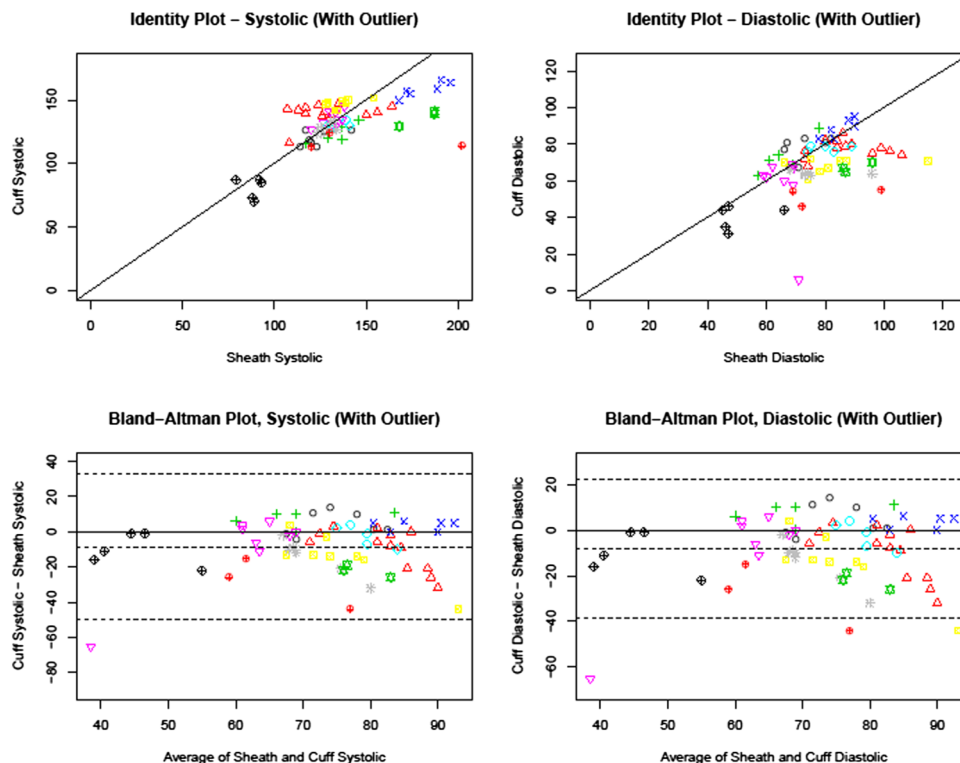 Identity Plot – Systolic (With Outlier)
Cuff Systolic
150
100
50
0
0 50 100 150 200
Sheath Systolic
Identity Plot – Diastolic (With Outlier)
Cuff Diastolic
120
100
80
60
40
20
0
0 20 40 60 80 100 120
Sheath Diastolic
Bland–Altman Plot, Systolic (With Outlier)
Cuff Systolic – Sheath Systolic
40
20
0
−20
−40
−60
−80
40 50 60 70 80 90
Average of Sheath and Cuff Systolic
Bland–Altman Plot, Diastolic (With Outlier)
Cuff Diastolic – Sheath Diastolic
20
0
−20
−40
−60
40 50 60 70 80 90
Average of Sheath and Cuff Diastolic